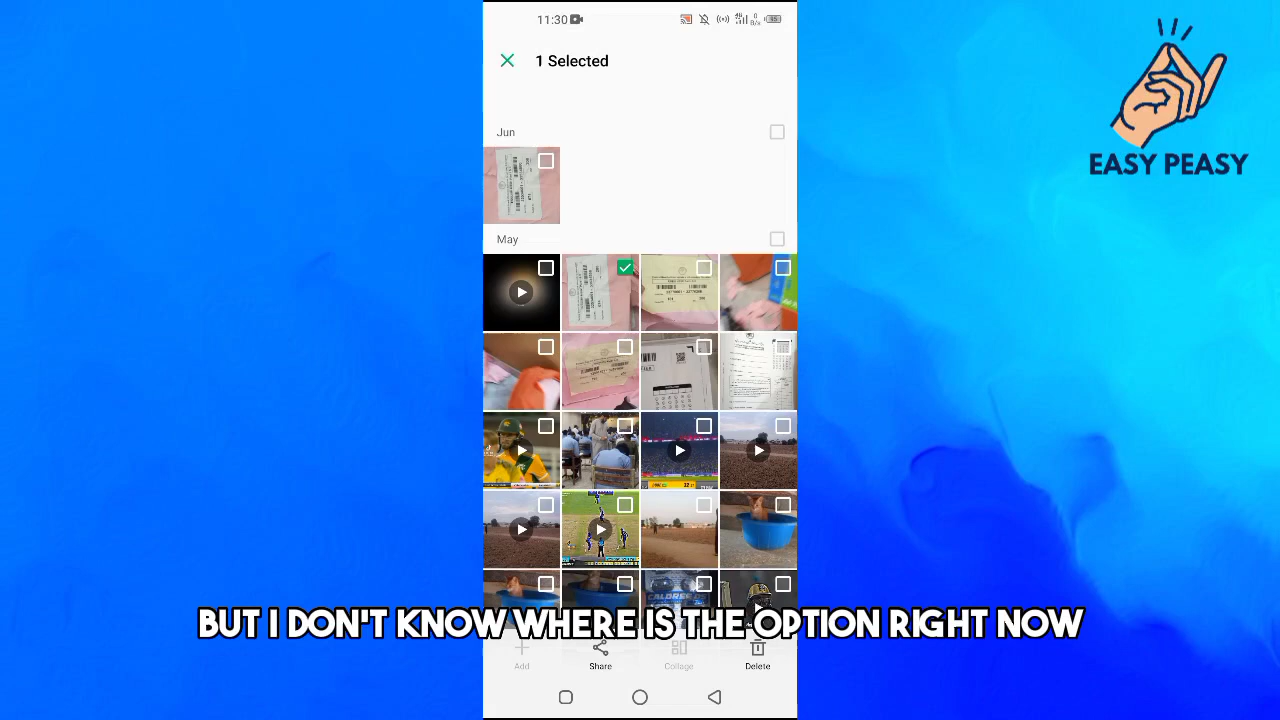 11:30
1 Selected
EASY PEASY
Jun
May
BUT I DON'T KNOW WHERE IS THE OPTION RIGHT NOW
Add
Share
Collage
Delete